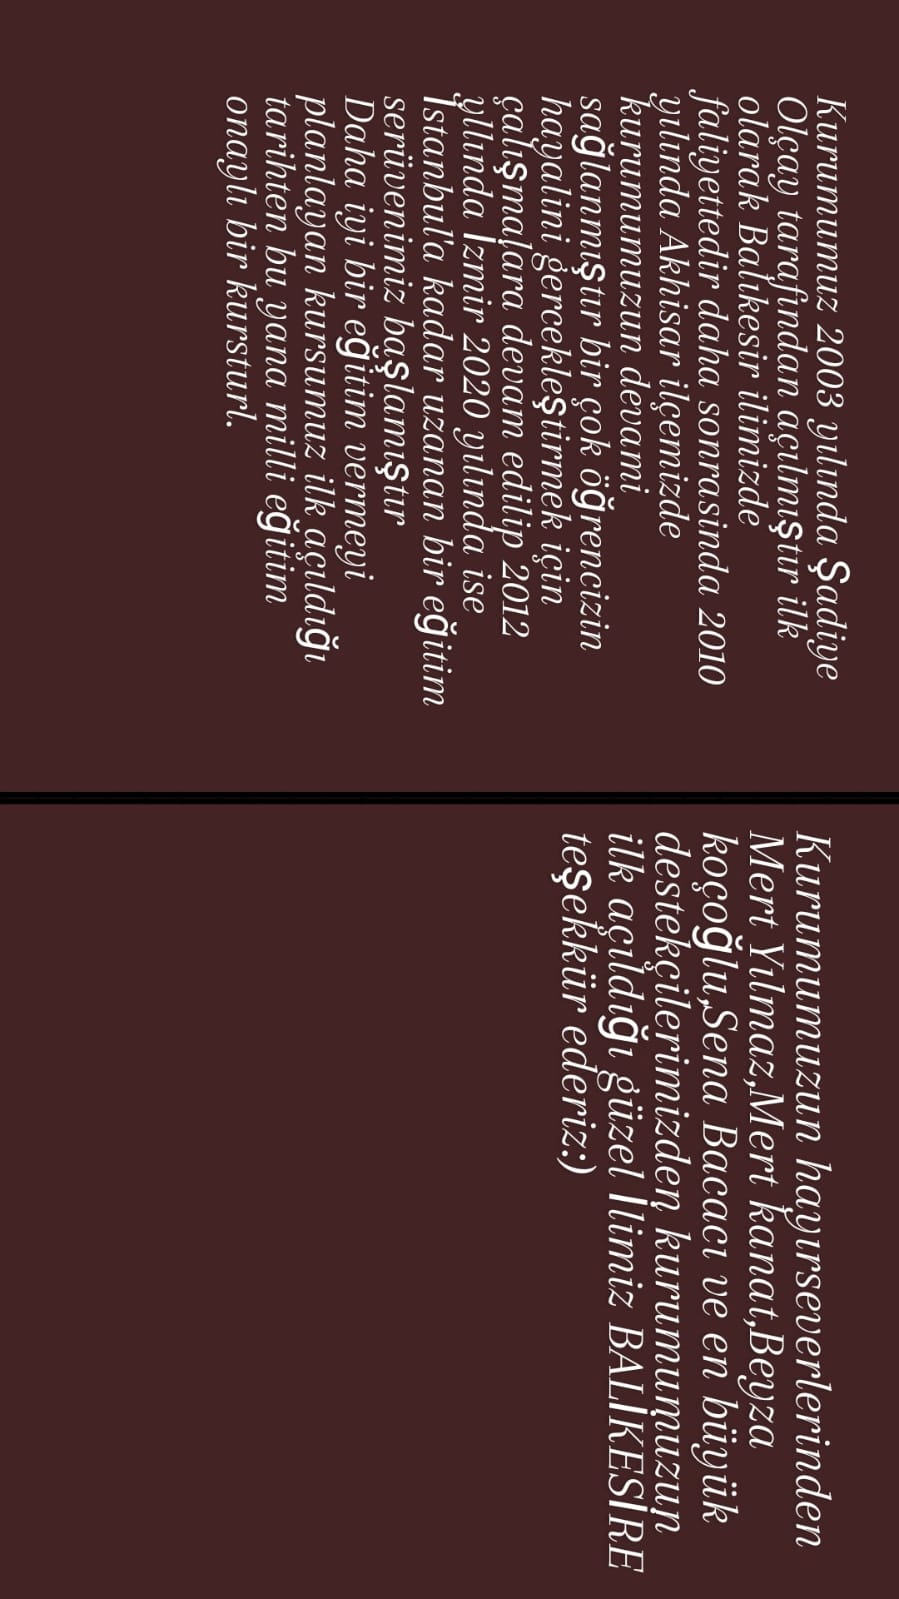 Kurumumuz 2003 yılında Şadiye
Olçay tarafından açılmıştır ilk
olarak Balıkesir ilimizde
faliyettedir daha sonrasinda 2010
yılında Akhisar ilçemizde
kurumumuzun devami
sağlanmıştır bir çok öğrencizin
hayalini gercekleştirmek için
çalışmalara devam edilip 2012
yllında İzmir 2020 yılında ise
İstanbul'a kadar uzanan bir eğitim
serüvenimiz başlamıştır
Daha iyi bir eğitim vermeyi
planlayan kursumuz ilk açıldığı
tarihten bu yana milli eğitim
onaylı bir kursturl.
Kurumumuzun hayırseverlerinden
Mert Yılmaz,Mert kanat,Beyza
koçoğlu,Sena Bacacı ve en büyük
destekçilerimizden kurumumuzun
ilk açıldığı güzel İlimiz BALİKESİRE
teşekkür ederiz:)